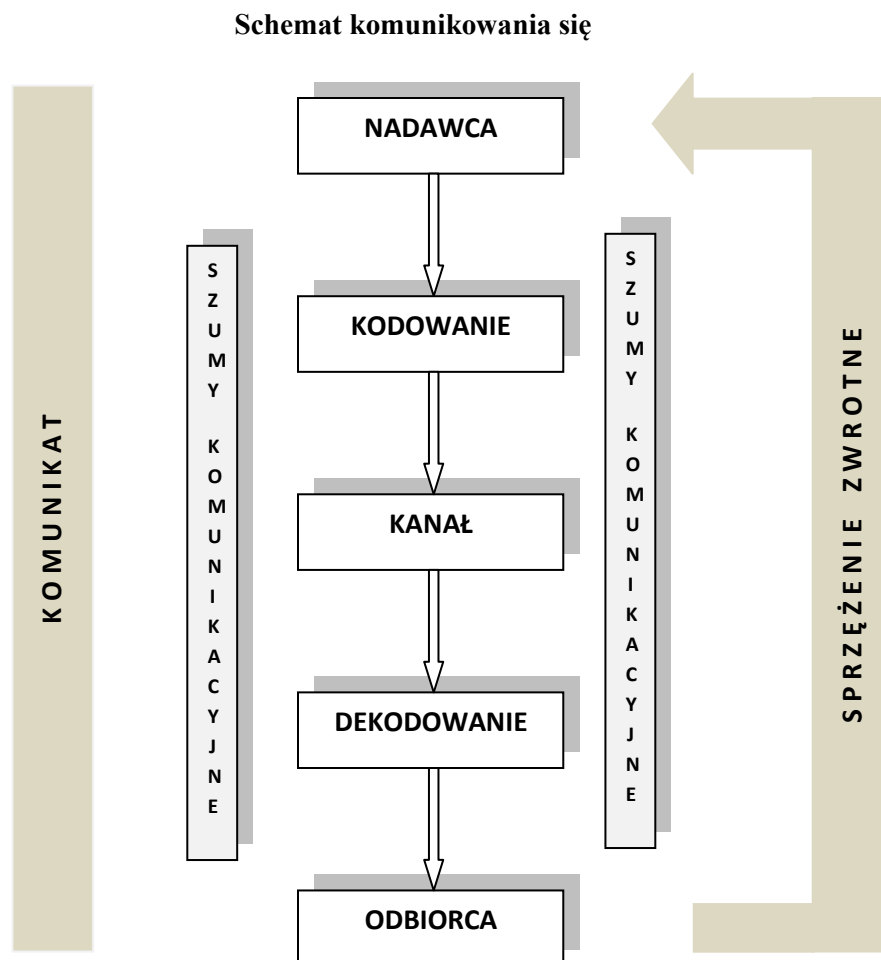 Schemat komunikowania się
NADAWCA
KODOWANIE
KANAŁ
DEKODOWANIE
ODBIORCA
KOMUNIKAT
SZUMY KOMUNIKACYJNE
SZUMY KOMUNIKACYJNE
SPRZĘŻENIE ZWROTNE